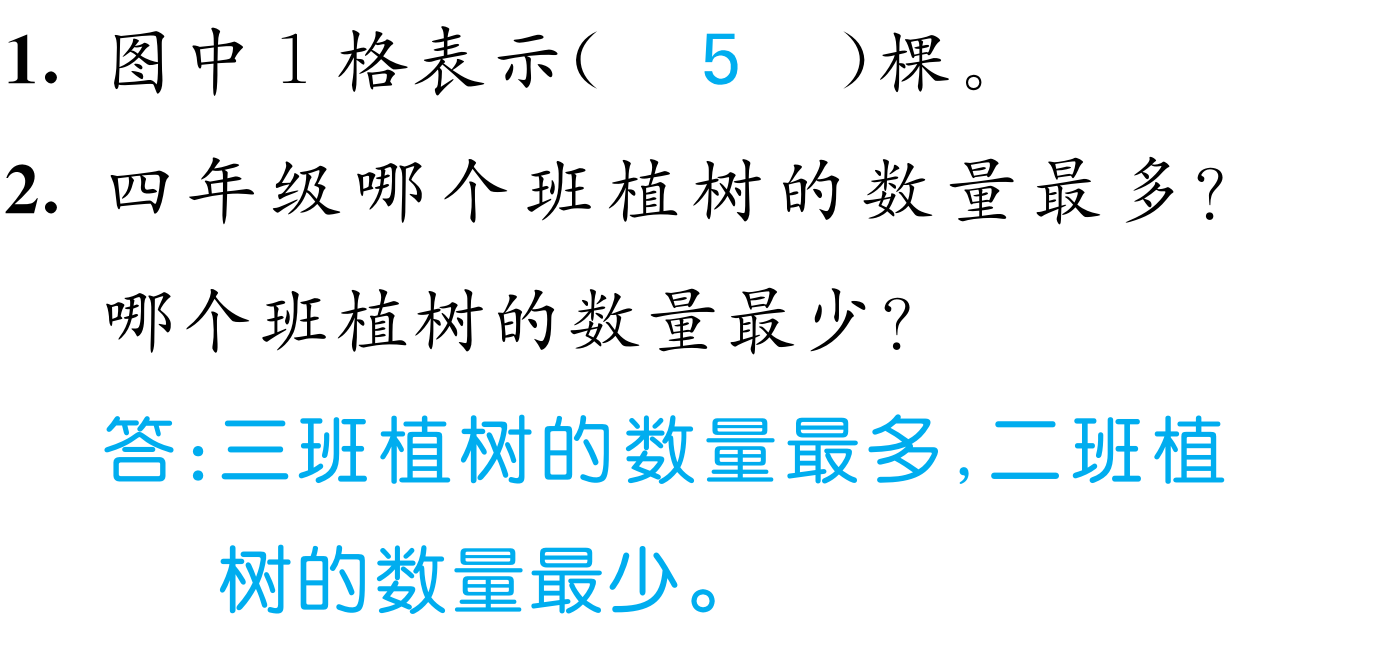 1. 图中1格表示( 5 )棵。
2. 四年级哪个班植树的数量最多?
哪个班植树的数量最少?
答:三班植树的数量最多,二班植
树的数量最少。